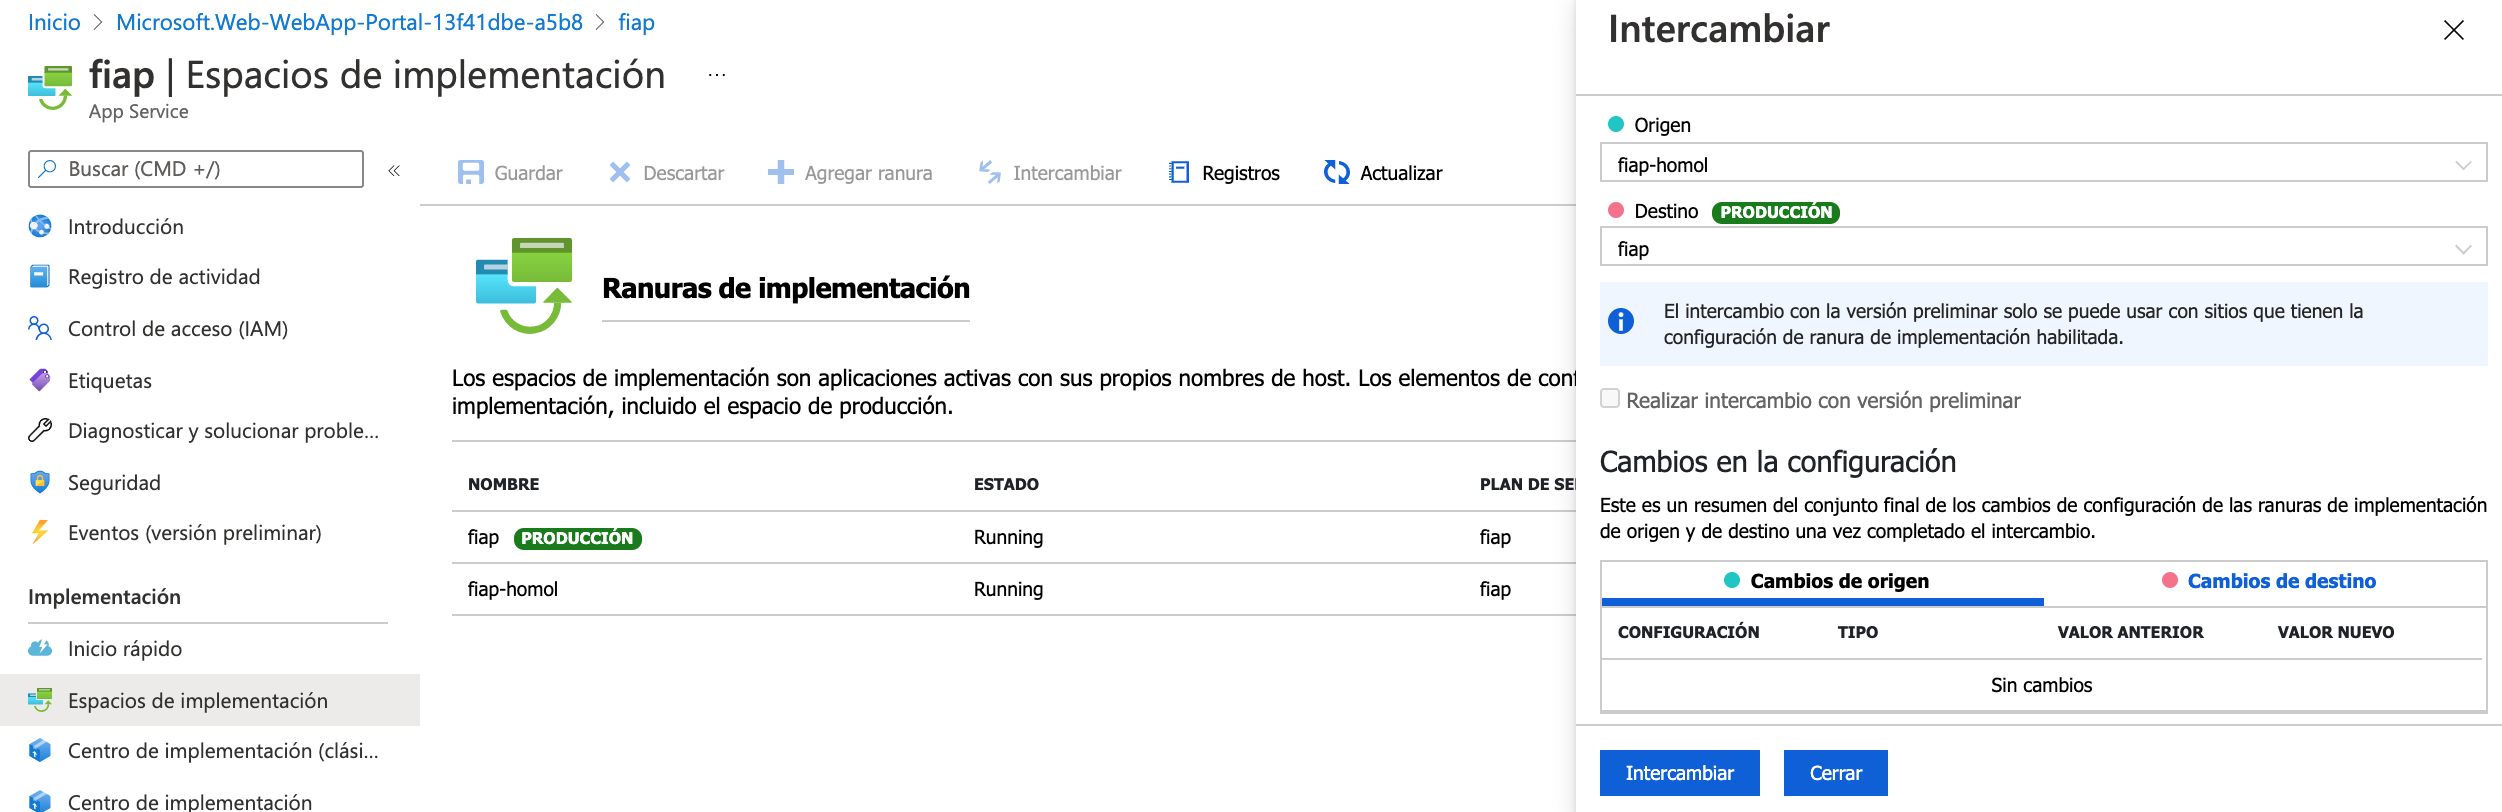 Inicio > Microsoft.Web-WebApp-Portal-13f41dbe-a5b8 > fiap
fiap | Espacios de implementación ...
App Service
Buscar (CMD +/) «
Introducción
Registro de actividad
Control de acceso (IAM)
Etiquetas
Diagnosticar y solucionar proble...
Seguridad
Eventos (versión preliminar)
Implementación
Inicio rápido
Espacios de implementación
Centro de implementación (clási...
Centro de implementación
Guardar Descartar Agregar ranura Intercambiar Registros Actualizar
Ranuras de implementación
Los espacios de implementación son aplicaciones activas con sus propios nombres de host. Los elementos de conf
implementación, incluido el espacio de producción.
NOMBRE ESTADO PLAN DE SE
fiap PRODUCCIÓN Running fiap
fiap-homol Running fiap
Intercambiar
Origen
fiap-homol
Destino PRODUCCIÓN
fiap
El intercambio con la versión preliminar solo se puede usar con sitios que tienen la
configuración de ranura de implementación habilitada.
Realizar intercambio con versión preliminar
Cambios en la configuración
Este es un resumen del conjunto final de los cambios de configuración de las ranuras de implementación
de origen y de destino una vez completado el intercambio.
Cambios de origen Cambios de destino
CONFIGURACIÓN TIPO VALOR ANTERIOR VALOR NUEVO
Sin cambios
Intercambiar Cerrar